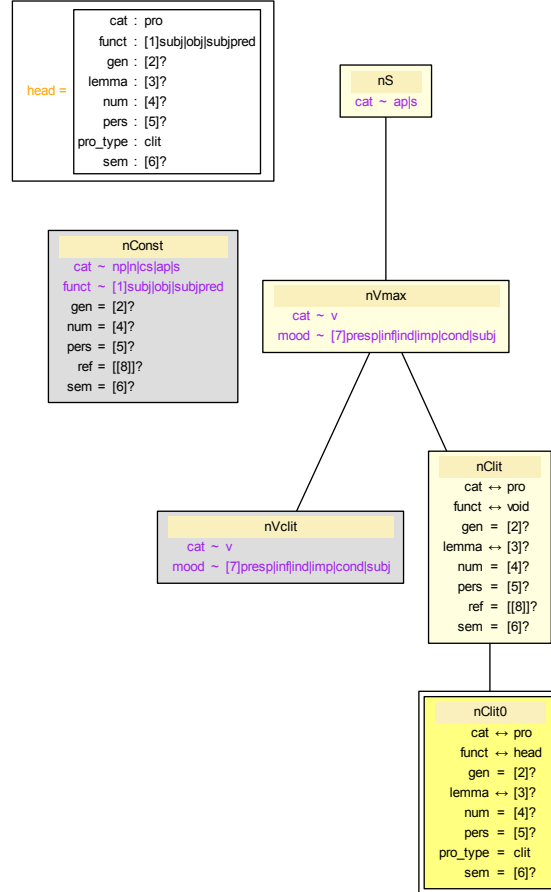 head =
cat : pro
funct : [1]subj|obj|subjpred
gen : [2]?
lemma : [3]?
num : [4]?
pers : [5]?
pro_type : clit
sem : [6]?
nS
cat ~ ap|s
nConst
cat ~ np|n|cs|ap|s
funct ~ [1]subj|obj|subjpred
gen = [2]?
num = [4]?
pers = [5]?
ref = [[8]]?
sem = [6]?
nVmax
cat ~ v
mood ~ [7]presp|inf|ind|imp|cond|subj
nVclit
cat ~ v
mood ~ [7]presp|inf|ind|imp|cond|subj
nClit
cat ↔ pro
funct ↔ void
gen = [2]?
lemma ↔ [3]?
num = [4]?
pers = [5]?
ref = [[8]]?
sem = [6]?
nClit0
cat ↔ pro
funct ↔ head
gen = [2]?
lemma ↔ [3]?
num = [4]?
pers = [5]?
pro_type = clit
sem = [6]?